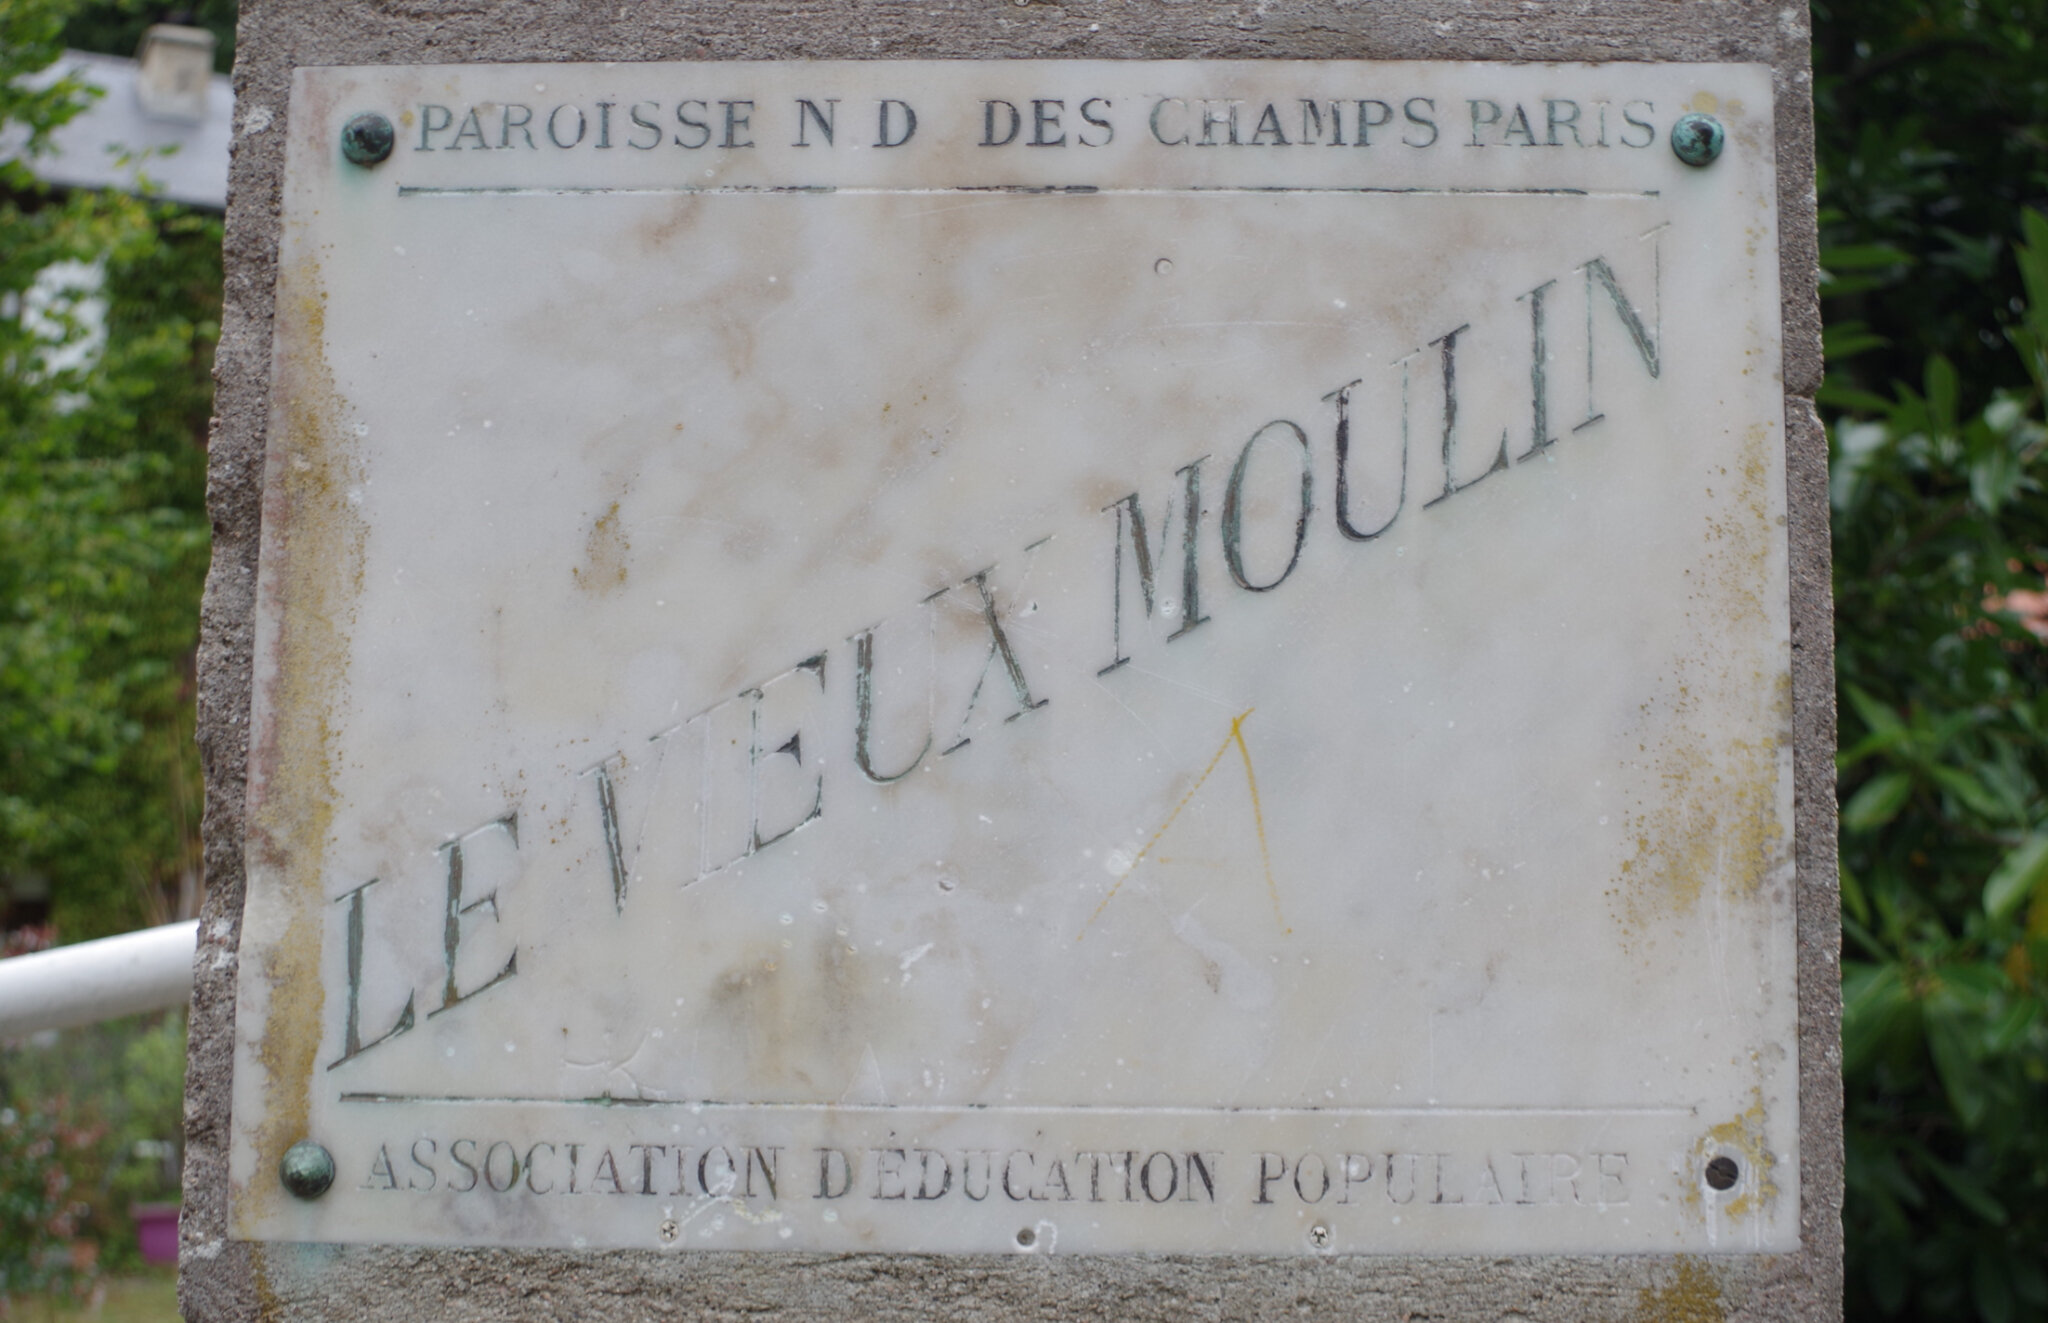 PAROISSE N D DES CHAMPS PARIS
LE VIEUX MOULIN
ASSOCIATION D'ÉDUCATION POPULAIRE